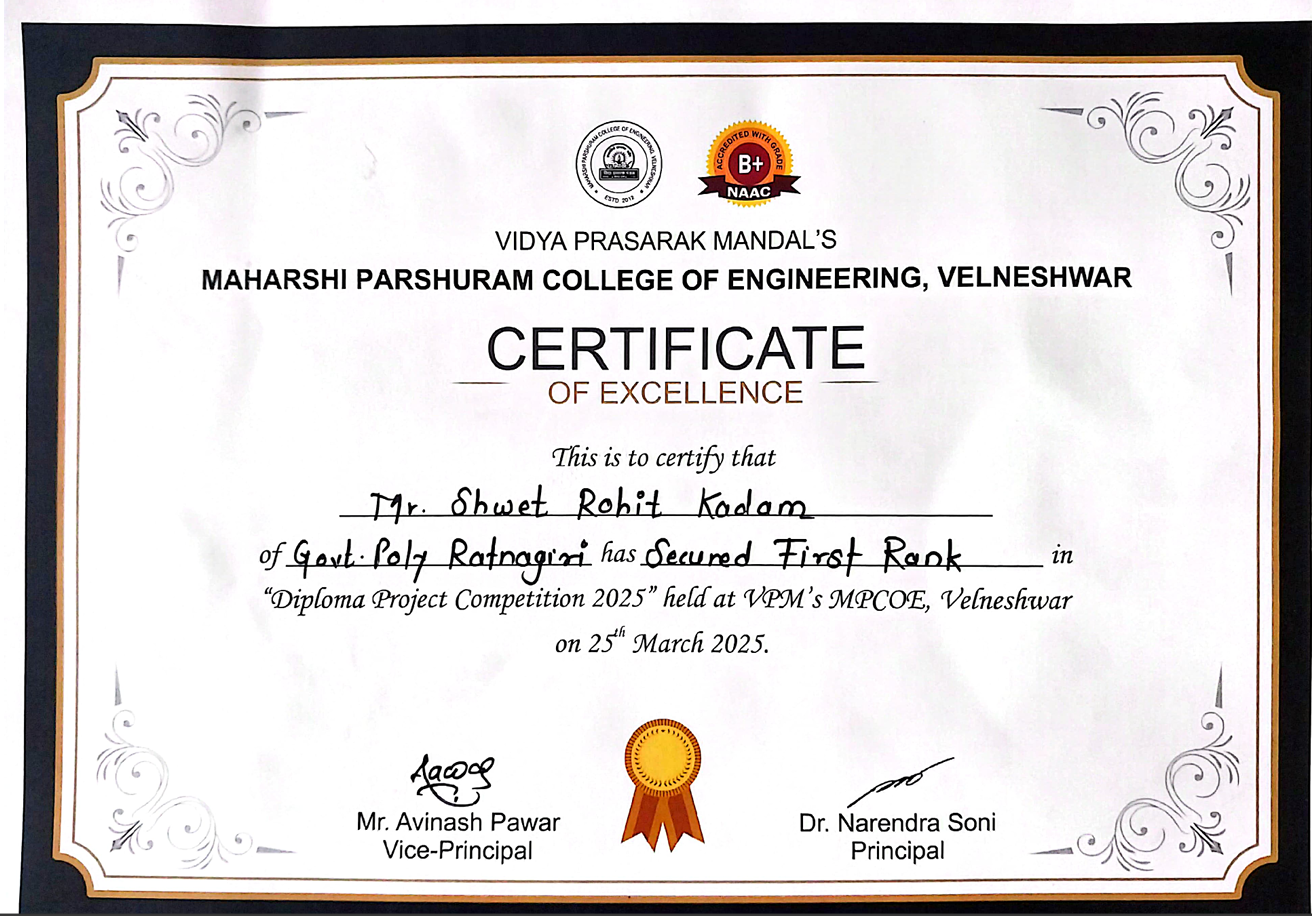 MAHARSHI PARSHURAM COLLEGE OF ENGINEERING, VELNESHWAR
ESTD 2012
ACCREDITED WITH GRADE
B+
NAAC
VIDYA PRASARAK MANDAL'S
MAHARSHI PARSHURAM COLLEGE OF ENGINEERING, VELNESHWAR
CERTIFICATE
OF EXCELLENCE
This is to certify that
Mr. Shwet Rohit Kadam
of Govt. Poly Ratnagiri has Secured First Rank in
“Diploma Project Competition 2025” held at VPM's MPCOE, Velneshwar
on 25th March 2025.
Mr. Avinash Pawar Dr. Narendra Soni
Vice-Principal Principal